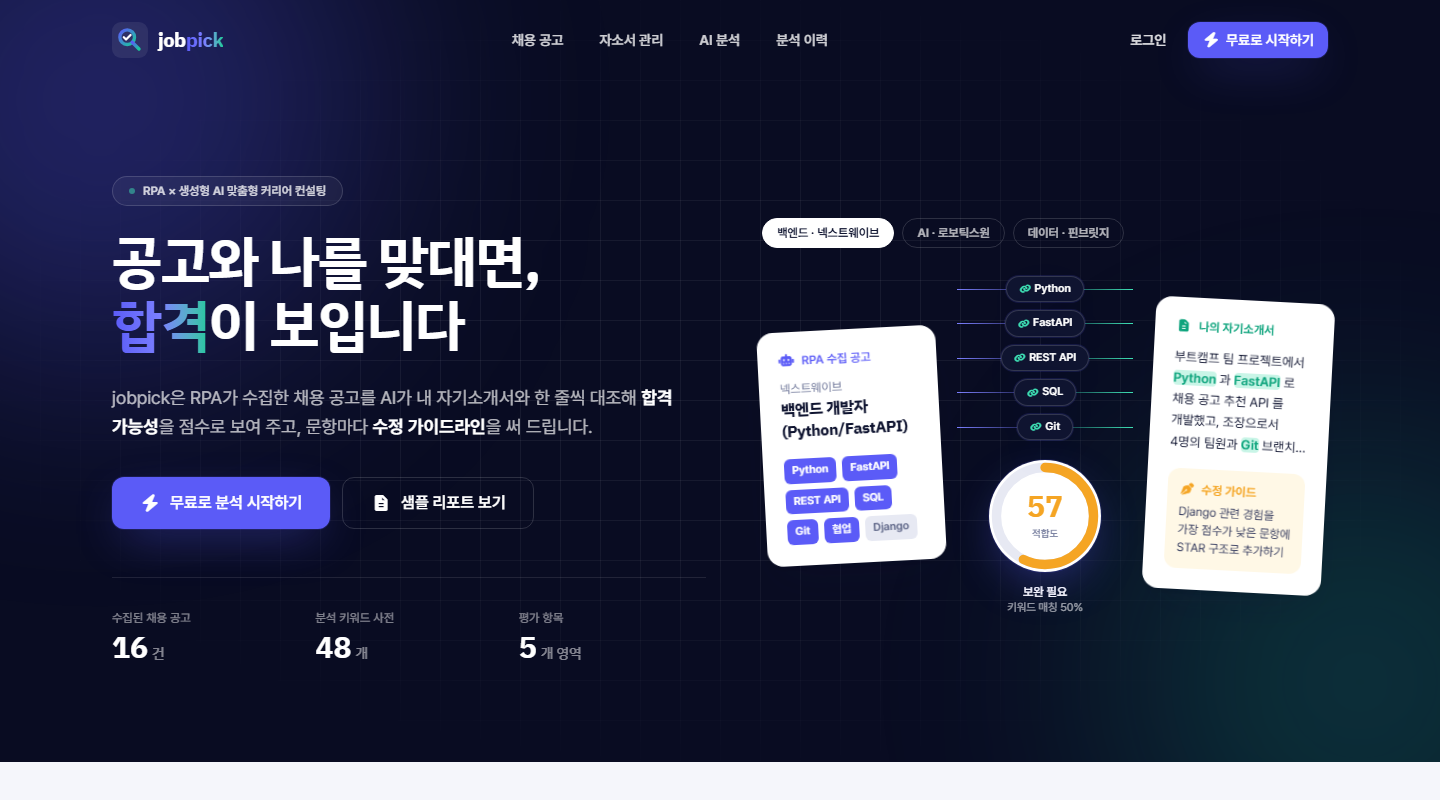 jobpick
채용 공고
자소서 관리
AI 분석
분석 이력
로그인
무료로 시작하기
RPA × 생성형 AI 맞춤형 커리어 컨설팅
공고와 나를 맞대면,
합격이 보입니다
jobpick은 RPA가 수집한 채용 공고를 AI가 내 자기소개서와 한 줄씩 대조해 합격
가능성을 점수로 보여 주고, 문항마다 수정 가이드라인을 써 드립니다.
무료로 분석 시작하기
샘플 리포트 보기
수집된 채용 공고
16 건
분석 키워드 사전
48 개
평가 항목
5 개 영역
백엔드 · 넥스트웨이브
AI · 로보틱스원
데이터 · 핀브릿지
RPA 수집 공고
넥스트웨이브
백엔드 개발자
(Python/FastAPI)
Python
FastAPI
REST API
SQL
Git
협업
Django
Python
FastAPI
REST API
SQL
Git
57
적합도
보완 필요
키워드 매칭 50%
나의 자기소개서
부트캠프 팀 프로젝트에서
Python 과 FastAPI 로
채용 공고 추천 API 를
개발했고, 조장으로서
4명의 팀원과 Git 브랜치...
수정 가이드
Django 관련 경험을
가장 점수가 낮은 문항에
STAR 구조로 추가하기